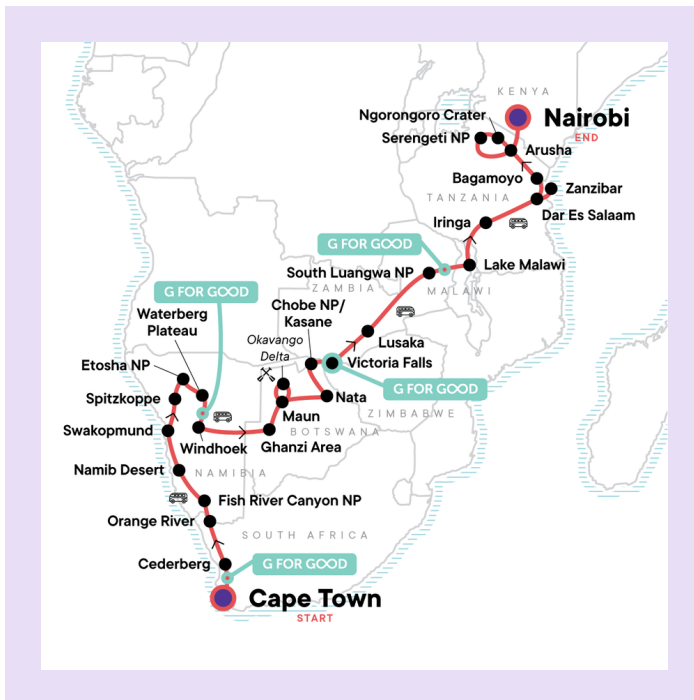 KENYA
Ngorongoro Crater
Nairobi
END
Serengeti NP
Arusha
Bagamoyo
Zanzibar
TANZANIA
Dar Es Salaam
Iringa
G FOR GOOD
Lake Malawi
South Luangwa NP
ZAMBIA
MALAWI
G FOR GOOD
Chobe NP/
Kasane
Waterberg
Plateau
Lusaka
Okavango
Delta
Victoria Falls
Etosha NP
G FOR GOOD
Spitzkoppe
Nata
Maun
ZIMBABWE
Swakopmund
BOTSWANA
Windhoek
Ghanzi Area
Namib Desert
NAMIBIA
Fish River Canyon NP
Orange River
SOUTH AFRICA
Cederberg
G FOR GOOD
Cape Town
START